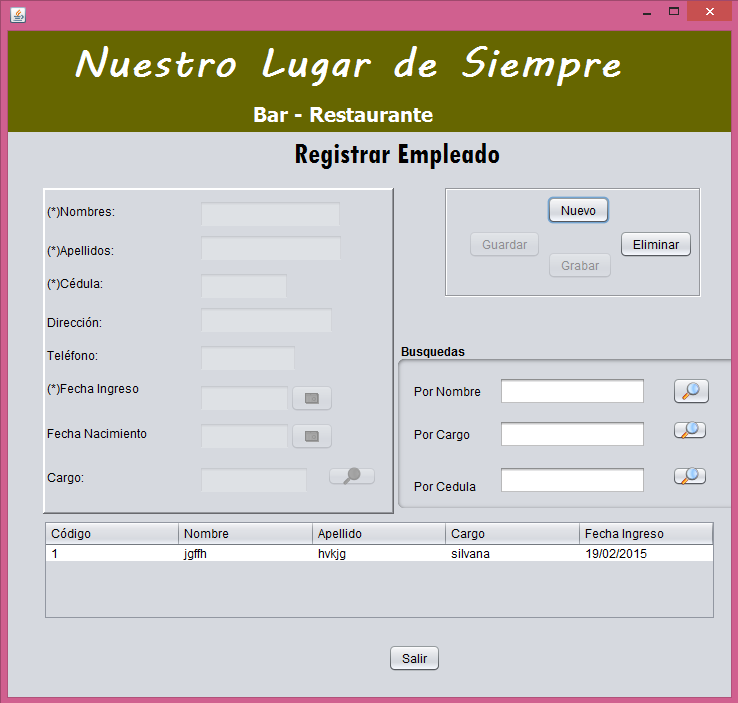 Nuestro Lugar de Siempre
Bar - Restaurante
Registrar Empleado
(*)Nombres:
(*)Apellidos:
(*)Cédula:
Dirección:
Teléfono:
(*)Fecha Ingreso
Fecha Nacimiento
Cargo:
Nuevo
Guardar
Eliminar
Grabar
Busquedas
Por Nombre
Por Cargo
Por Cedula
Código Nombre Apellido Cargo Fecha Ingreso
1 jgffh hvkjg silvana 19/02/2015
Salir